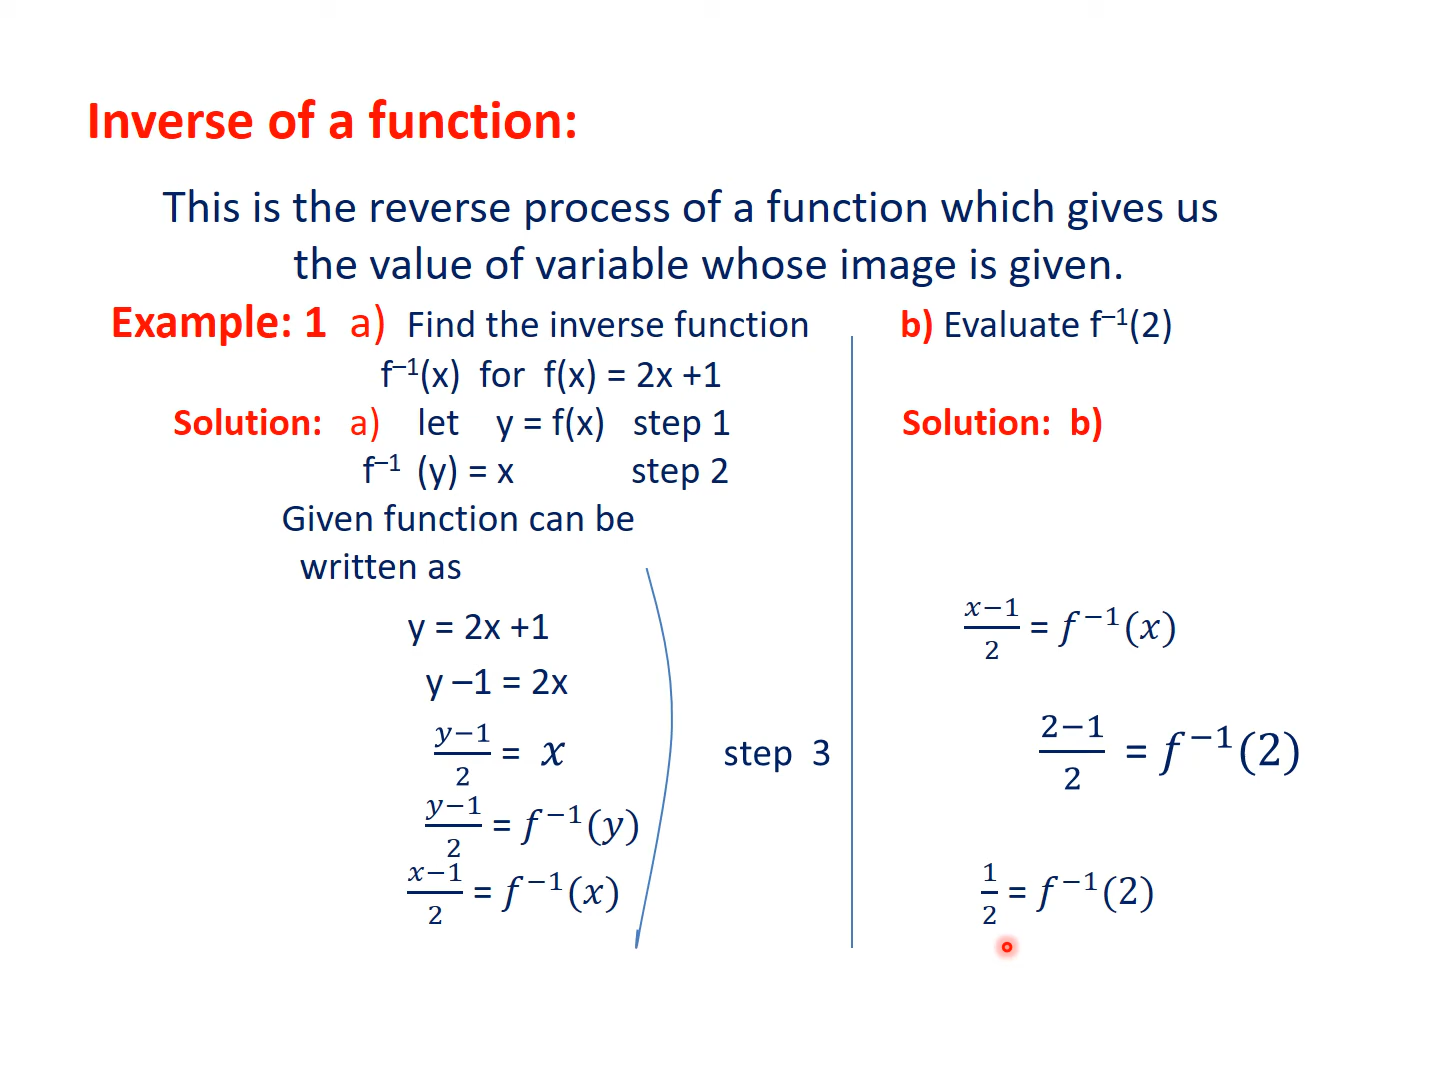 Inverse of a function:
This is the reverse process of a function which gives us
the value of variable whose image is given.
Example: 1 a) Find the inverse function
f⁻¹(x) for f(x) = 2x +1
Solution: a) let y = f(x) step 1
f⁻¹ (y) = x step 2
Given function can be
written as
y = 2x +1
y –1 = 2x
(y−1)/2 = x step 3
(y−1)/2 = f⁻¹(y)
(x−1)/2 = f⁻¹(x)
b) Evaluate f⁻¹(2)
Solution: b)
(x−1)/2 = f⁻¹(x)
(2−1)/2 = f⁻¹(2)
1/2 = f⁻¹(2)